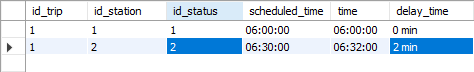 id_trip id_station id_status scheduled_time time delay_time
1 1 1 06:00:00 06:00:00 0 min
1 2 2 06:30:00 06:32:00 2 min